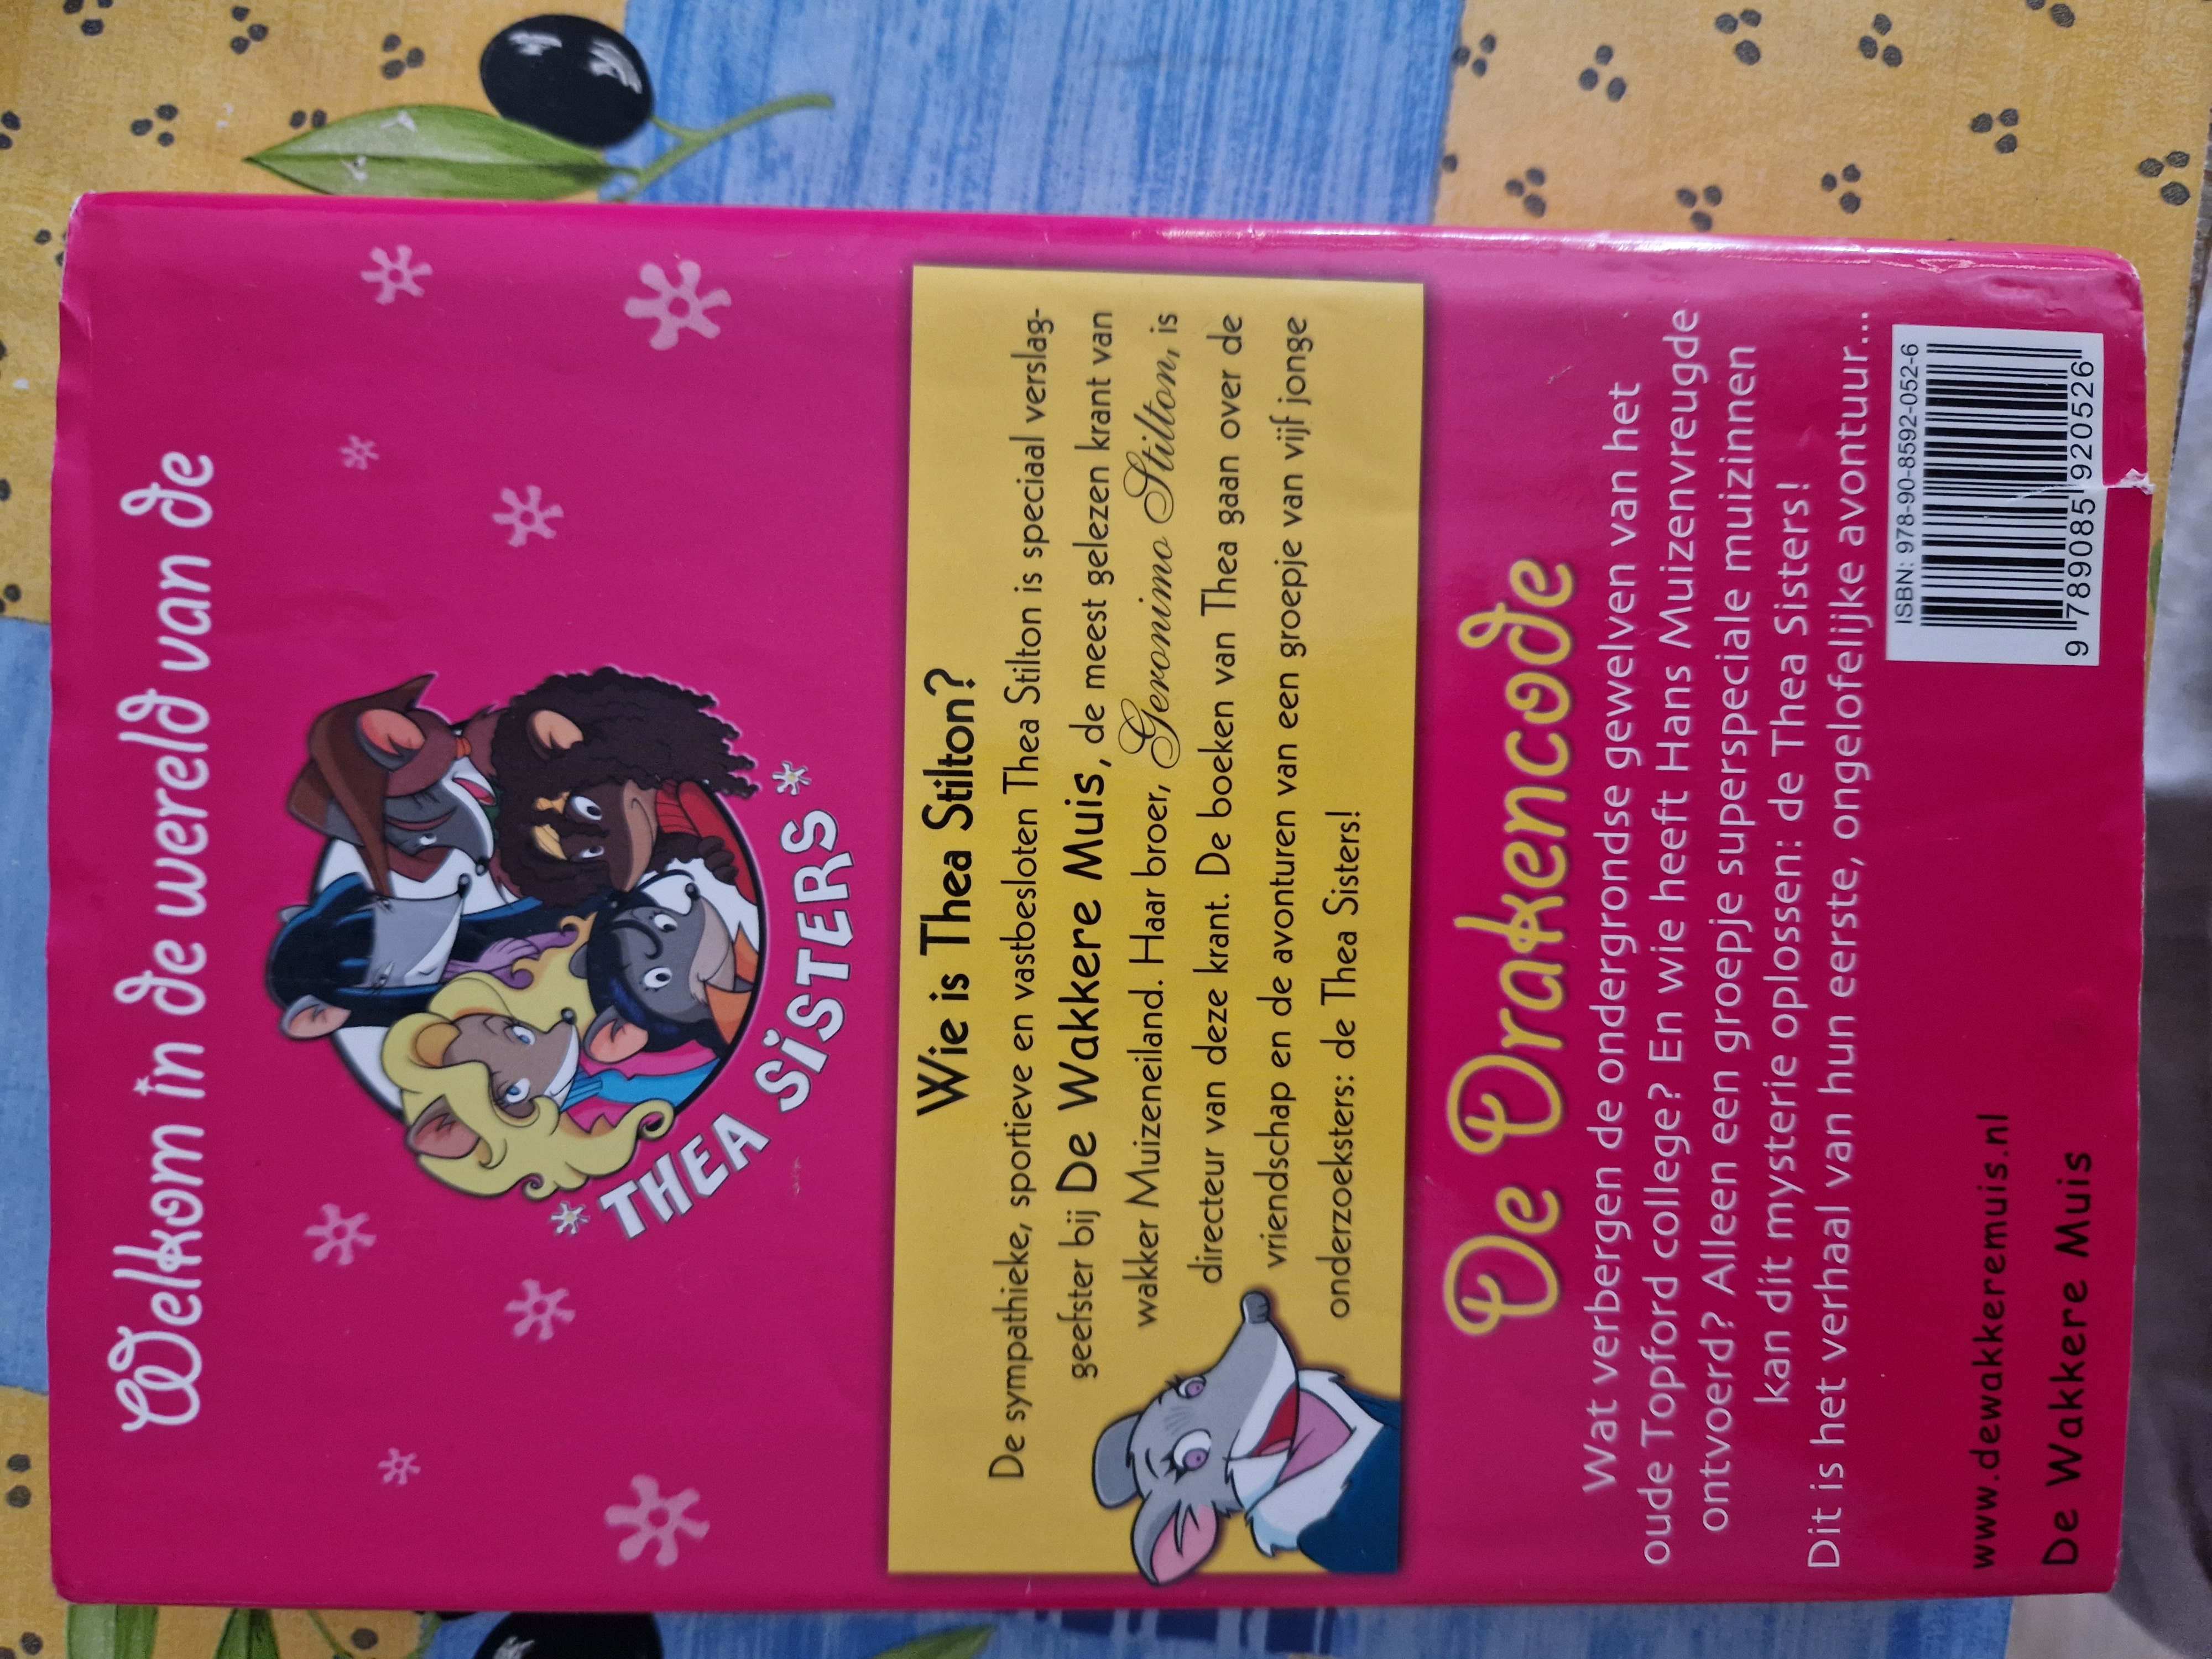 Welkom in de wereld van de
THEA SiSTERS
Wie is Thea Stilton?
De sympathieke, sportieve en vastbesloten Thea Stilton is speciaal verslag-
geefster bij De Wakkere Muis, de meest gelezen krant van
wakker Muizeneiland. Haar broer, Geronimo Stilton, is
directeur van deze krant. De boeken van Thea gaan over de
vriendschap en de avonturen van een groepje van vijf jonge
onderzoeksters: de Thea Sisters!
De Drakencode
Wat verbergen de ondergrondse gewelven van het
oude Topford college? En wie heeft Hans Muizenvreugde
ontvoerd? Alleen een groepje superspeciale muizinnen
kan dit mysterie oplossen: de Thea Sisters!
Dit is het verhaal van hun eerste, ongelofelijke avontuur...
ISBN: 978-90-8592-052-6
9 789085 920526
www.dewakkeremuis.nl
De Wakkere Muis